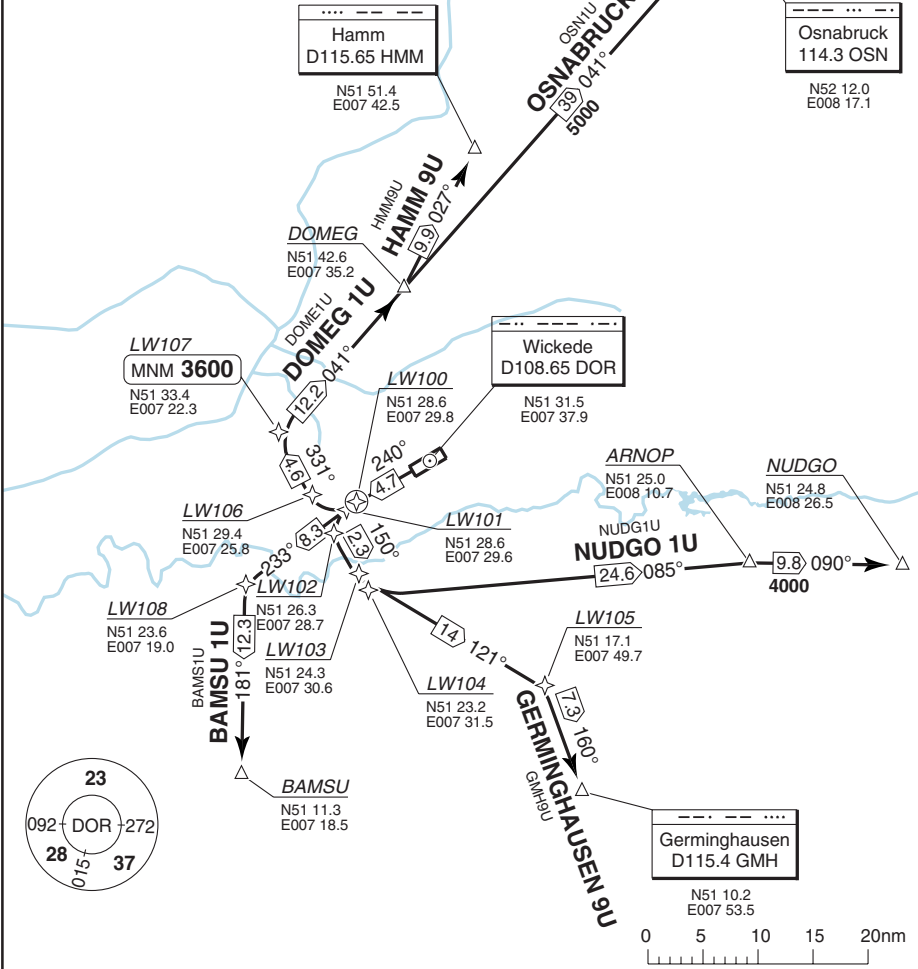 Hamm
D115.65 HMM
N51 51.4
E007 42.5
OSN1U
OSNABRUCK
39 041°
5000
Osnabruck
114.3 OSN
N52 12.0
E008 17.1
HMM9U
HAMM 9U
9.9 027°
DOMEG
N51 42.6
E007 35.2
DOME1U
DOMEG 1U
12.2 041°
LW107
MNM 3600
N51 33.4
E007 22.3
Wickede
D108.65 DOR
N51 31.5
E007 37.9
LW100
N51 28.6
E007 29.8
240°
4.7
331°
4.6
ARNOP
N51 25.0
E008 10.7
NUDGO
N51 24.8
E008 26.5
LW106
N51 29.4
E007 25.8
LW101
N51 28.6
E007 29.6
8.3
233°
2.3
150°
NUDG1U
NUDGO 1U
24.6 085°
9.8 090°
4000
LW102
N51 26.3
E007 28.7
LW108
N51 23.6
E007 19.0
LW103
N51 24.3
E007 30.6
LW104
N51 23.2
E007 31.5
14 121°
LW105
N51 17.1
E007 49.7
BAMS1U
BAMSU 1U
181° 12.3
7.3 160°
GERMINGHAUSEN 9U
GMH9U
BAMSU
N51 11.3
E007 18.5
23
092 DOR 272
28
015
37
Germinghausen
D115.4 GMH
N51 10.2
E007 53.5
0 5 10 15 20nm